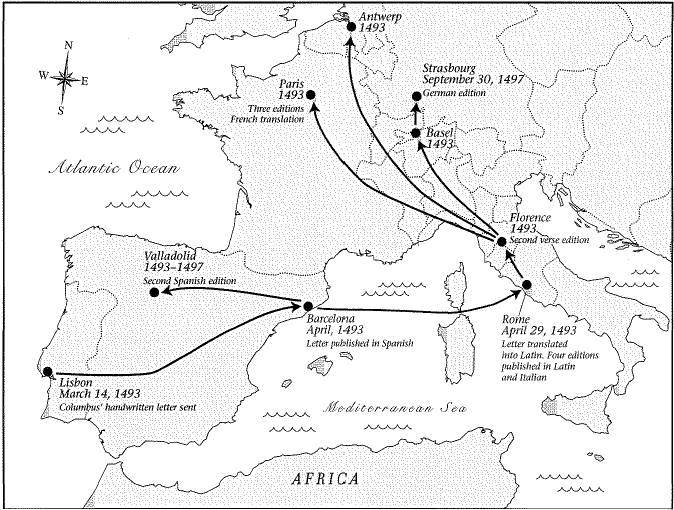 Antwerp
1493
N
W E
S
Strasbourg
September 30, 1497
German edition
Paris
1493
Three editions
French translation
Basel
1493
Atlantic Ocean
Florence
1493
Second verse edition
Valladolid
1493–1497
Second Spanish edition
Barcelona
April, 1493
Letter published in Spanish
Rome
April 29, 1493
Letter translated
into Latin. Four editions
published in Latin
and Italian
Lisbon
March 14, 1493
Columbus' handwritten letter sent
Mediterranean Sea
AFRICA